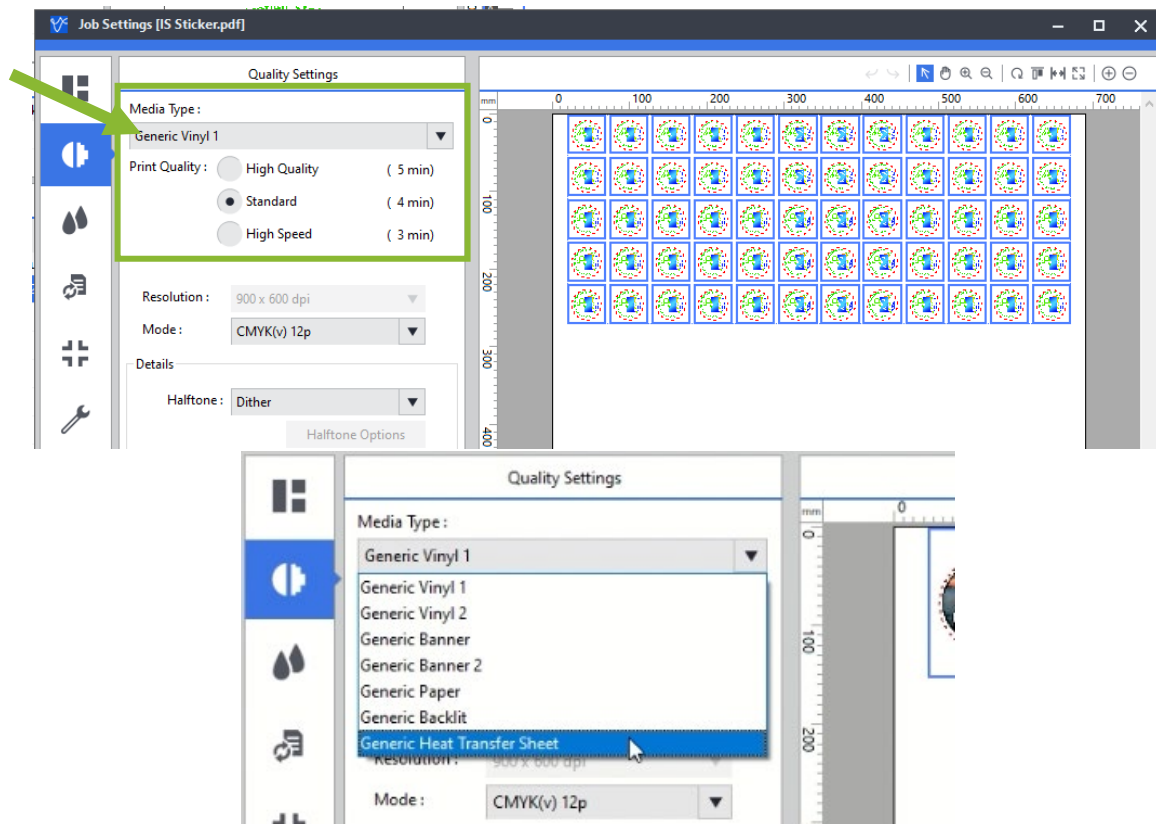 Job Settings [IS Sticker.pdf]
Quality Settings
Media Type :
Generic Vinyl 1
Print Quality : High Quality ( 5 min)
Standard ( 4 min)
High Speed ( 3 min)
Resolution : 900 x 600 dpi
Mode : CMYK(v) 12p
Details
Halftone : Dither
Halftone Options
mm 0 100 200 300 400 500 600 700
0
100
200
300
400
Quality Settings
Media Type :
Generic Vinyl 1
Generic Vinyl 1
Generic Vinyl 2
Generic Banner
Generic Banner 2
Generic Paper
Generic Backlit
Generic Heat Transfer Sheet
Resolution : 900 x 600 dpi
Mode : CMYK(v) 12p
mm 0
0
100
200